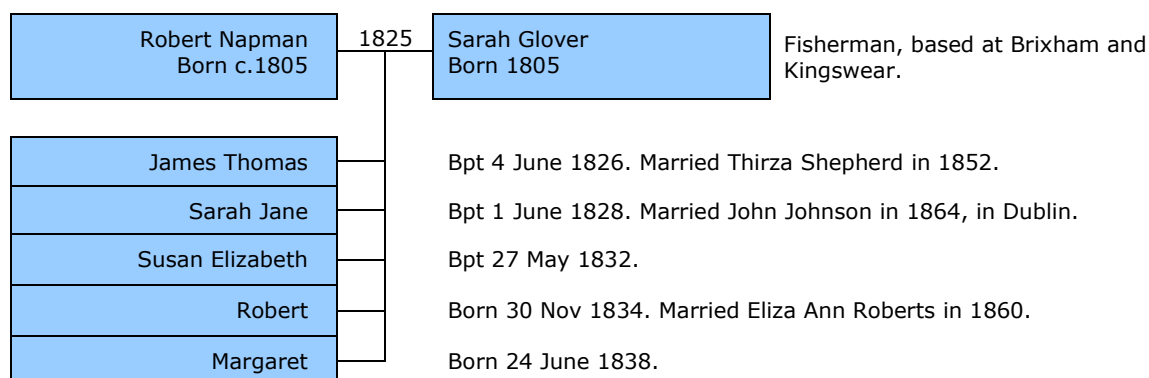 Robert Napman
Born c.1805
1825
Sarah Glover
Born 1805
Fisherman, based at Brixham and
Kingswear.
James Thomas
Bpt 4 June 1826. Married Thirza Shepherd in 1852.
Sarah Jane
Bpt 1 June 1828. Married John Johnson in 1864, in Dublin.
Susan Elizabeth
Bpt 27 May 1832.
Robert
Born 30 Nov 1834. Married Eliza Ann Roberts in 1860.
Margaret
Born 24 June 1838.